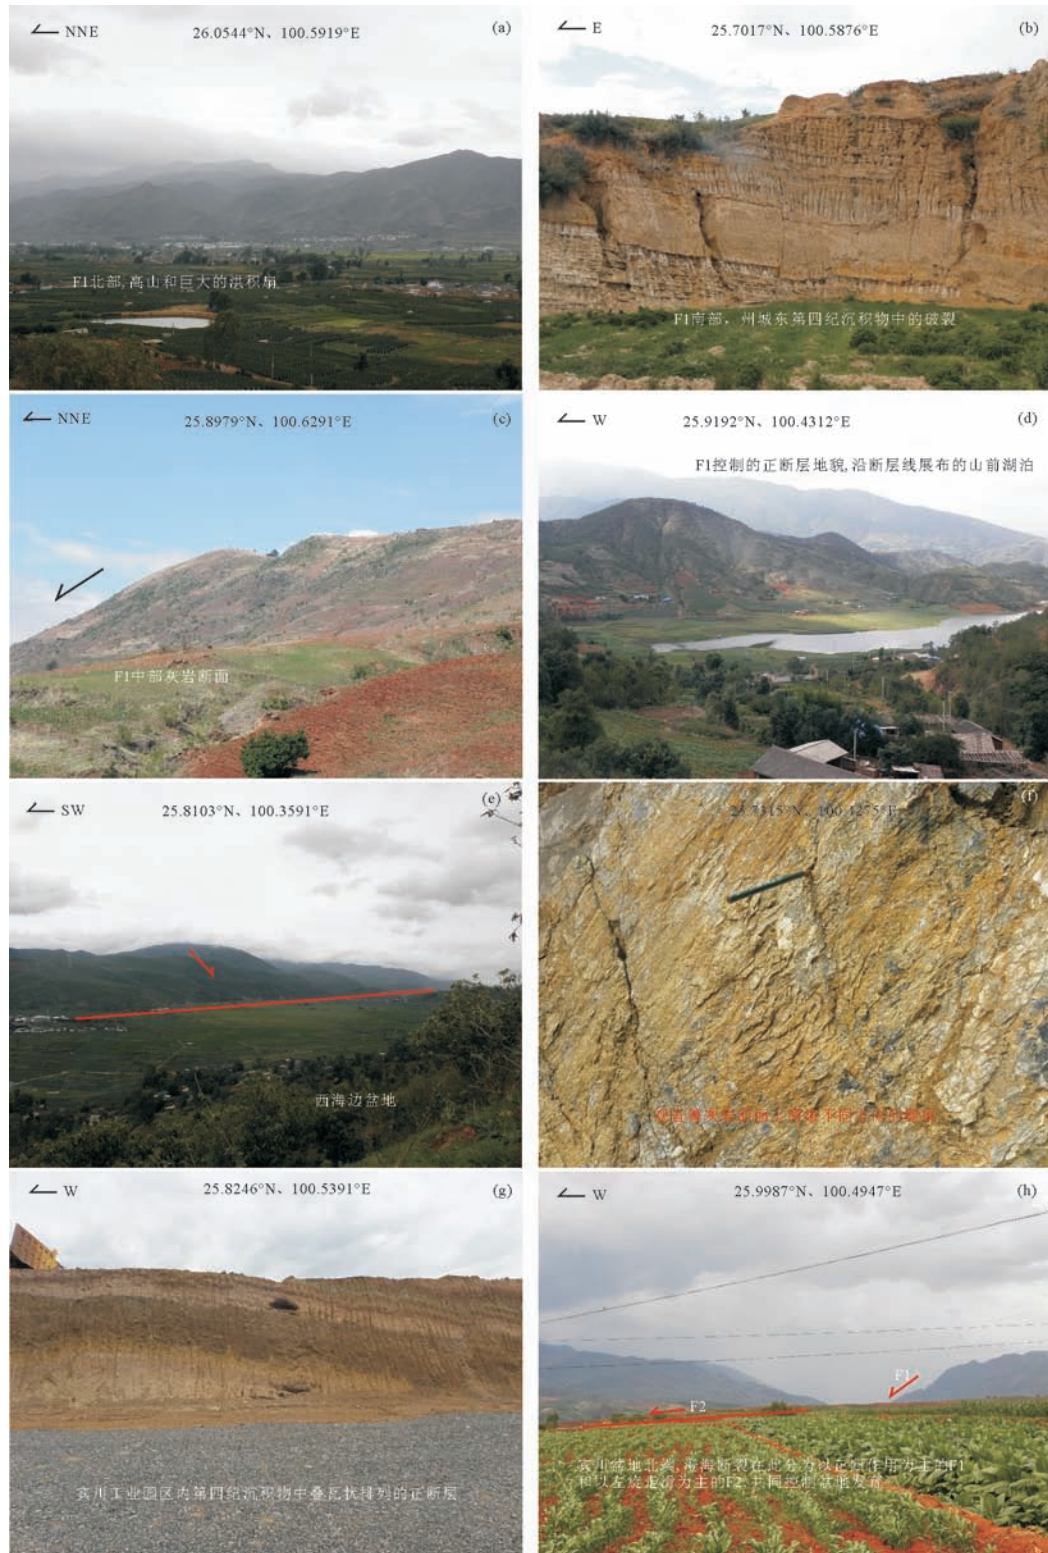 NNE
26.0544°N、100.5919°E
(a)
F1北部,高山和巨大的洪积扇
E
25.7017°N、100.5876°E
(b)
F1南部，州城东第四纪沉积物中的破裂
NNE
25.8979°N、100.6291°E
(c)
F1中部灰岩断面
W
25.9192°N、100.4312°E
(d)
F1控制的正断层地貌,沿断层线展布的山前湖泊
SW
25.8103°N、100.3591°E
(e)
西海边盆地
(f)
W
25.8246°N、100.5391°E
(g)
宾川工业园区内第四纪沉积物中叠瓦状排列的正断层
W
25.9987°N、100.4947°E
(h)
F1
F2